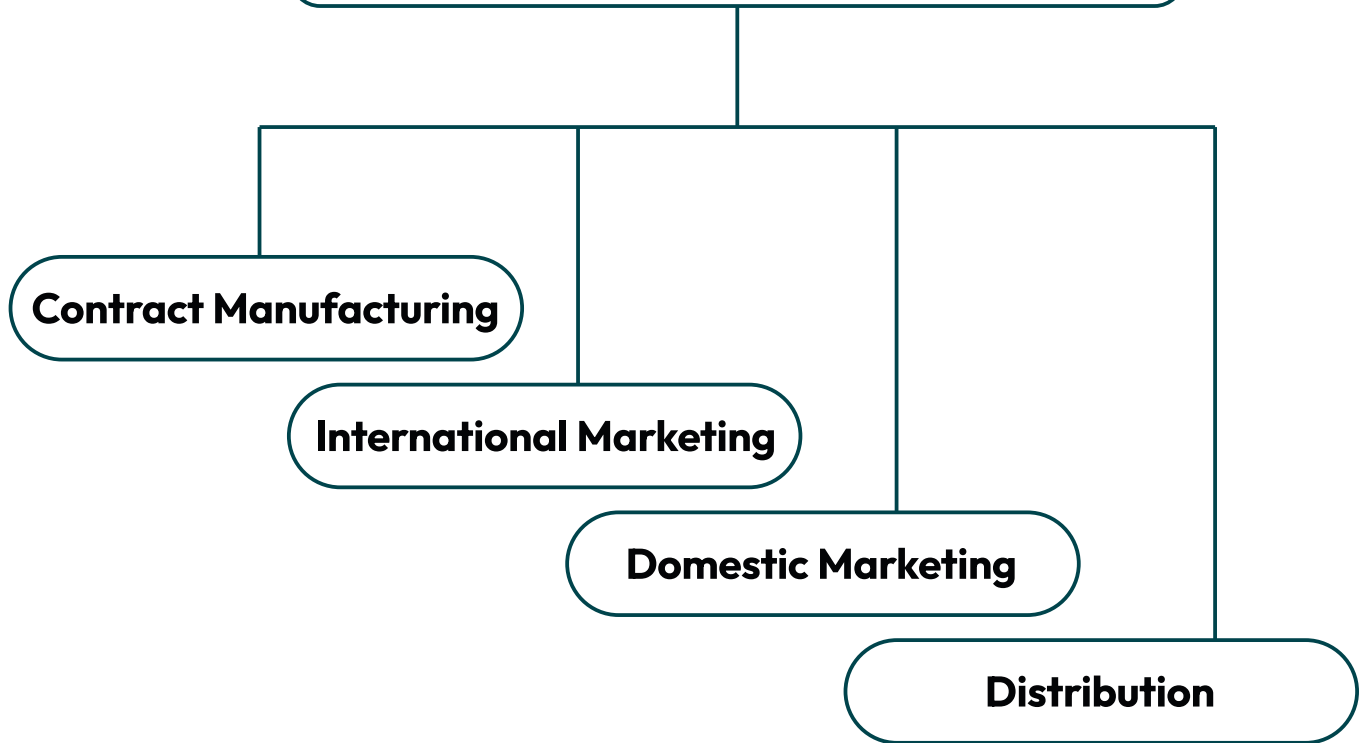 Contract Manufacturing
International Marketing
Domestic Marketing
Distribution